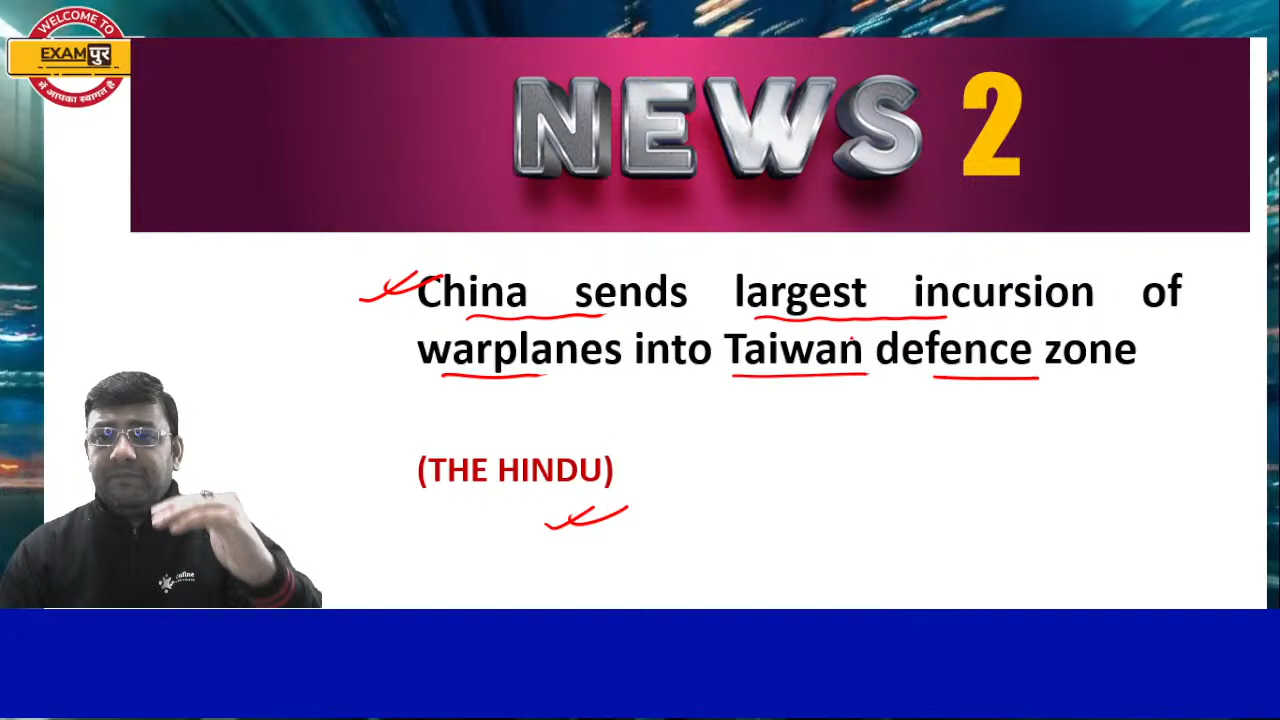 WELCOME TO
EXAMपुर
में आपका स्वागत है
NEWS 2
China sends largest incursion of
warplanes into Taiwan defence zone
(THE HINDU)